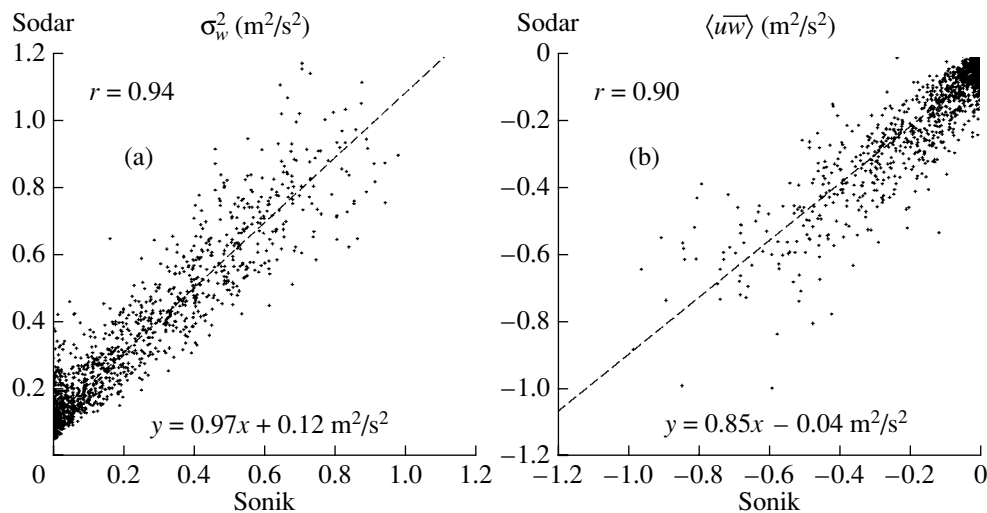 Sodar
σ_w^2 (m^2/s^2)
1.2
r = 0.94
1.0
(a)
0.8
0.6
0.4
0.2
y = 0.97x + 0.12 m^2/s^2
0 0.2 0.4 0.6 0.8 1.0 1.2
Sonik
Sodar
⟨u̅w̅⟩ (m^2/s^2)
0
r = 0.90
−0.2
(b)
−0.4
−0.6
−0.8
−1.0
y = 0.85x − 0.04 m^2/s^2
−1.2
−1.2 −1.0 −0.8 −0.6 −0.4 −0.2 0
Sonik